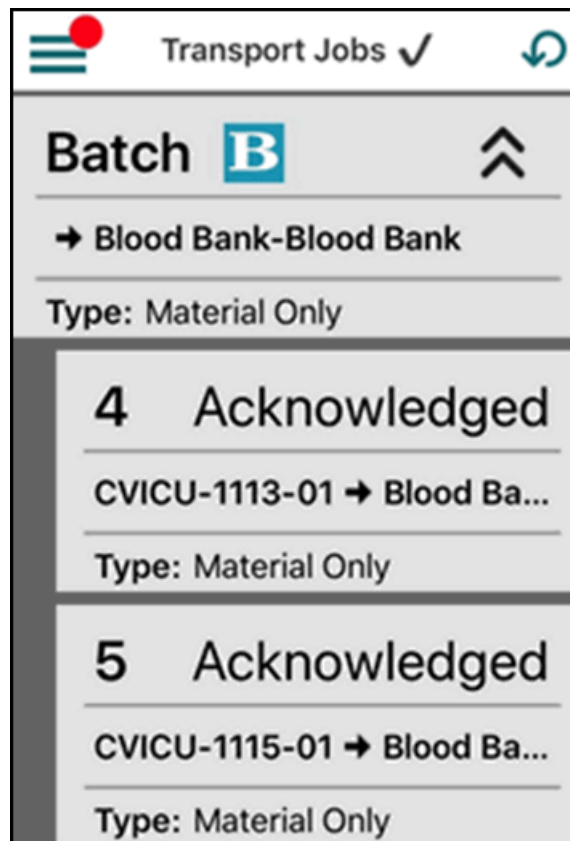 Transport Jobs ✓
Batch B
→ Blood Bank-Blood Bank
Type: Material Only
4 Acknowledged
CVICU-1113-01 → Blood Ba...
Type: Material Only
5 Acknowledged
CVICU-1115-01 → Blood Ba...
Type: Material Only